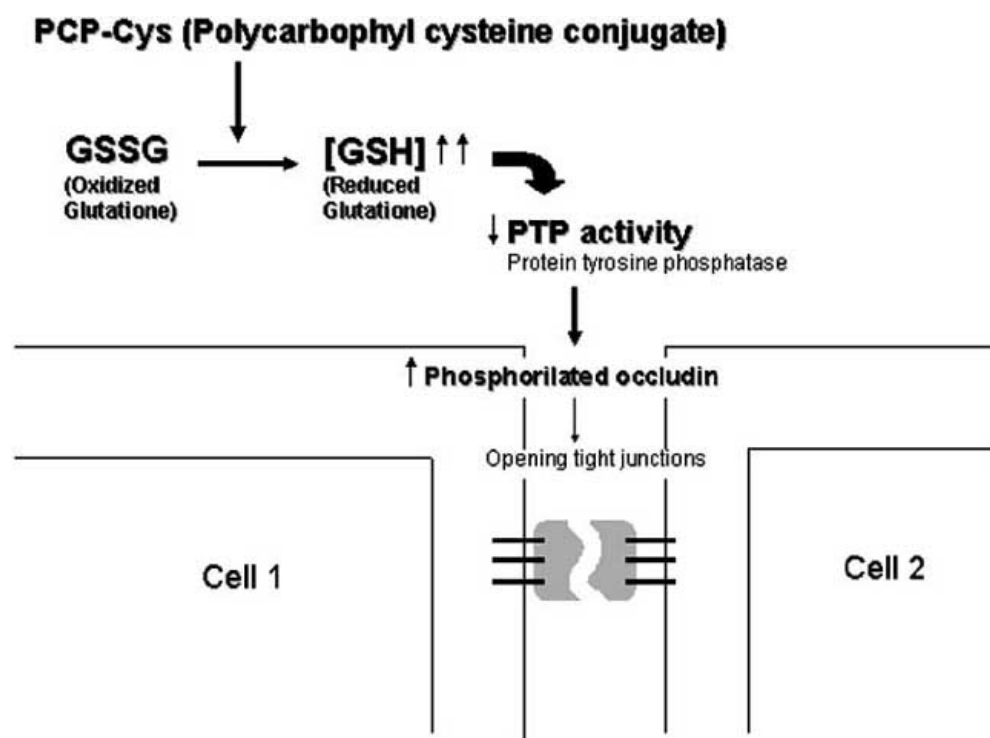 PCP-Cys (Polycarbophyl cysteine conjugate)
GSSG
(Oxidized
Glutatione)
[GSH] ↑↑
(Reduced
Glutatione)
↓ PTP activity
Protein tyrosine phosphatase
↑ Phosphorilated occludin
Opening tight junctions
Cell 1
Cell 2